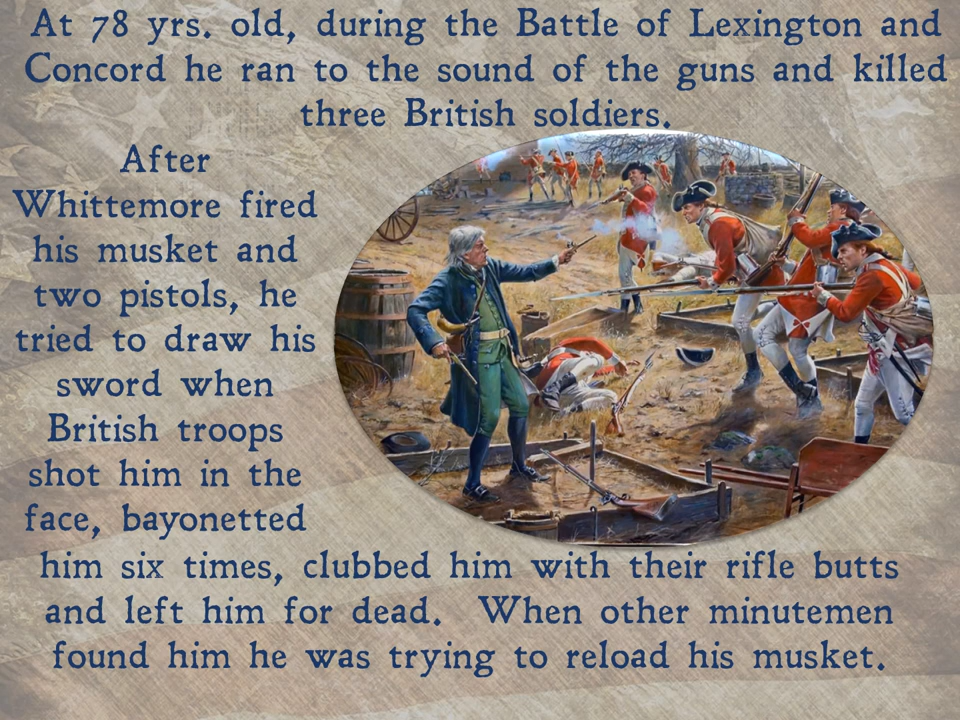 At 78 yrs. old, during the Battle of Lexington and
Concord he ran to the sound of the guns and killed
three British soldiers.
After
Whittemore fired
his musket and
two pistols, he
tried to draw his
sword when
British troops
shot him in the
face, bayonetted
him six times, clubbed him with their rifle butts
and left him for dead. When other minutemen
found him he was trying to reload his musket.